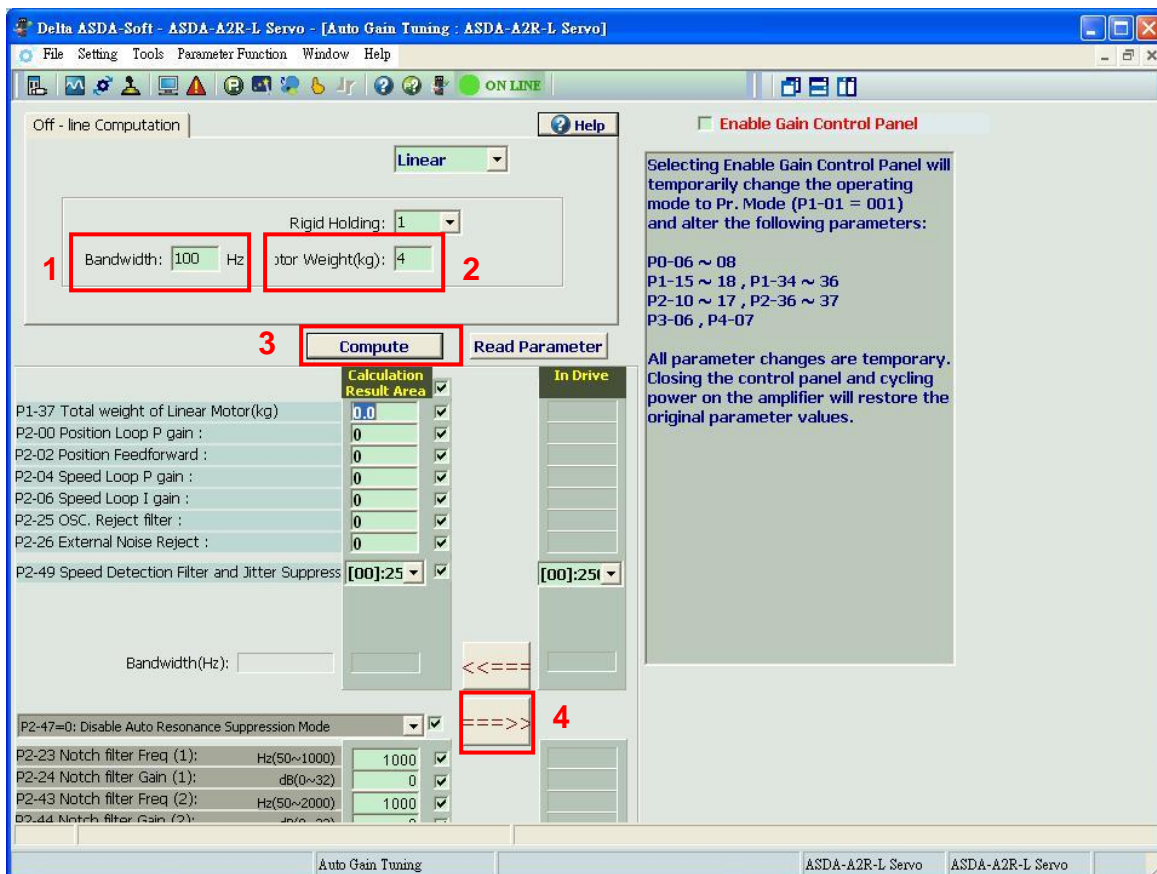 Delta ASDA-Soft - ASDA-A2R-L Servo - [Auto Gain Tuning : ASDA-A2R-L Servo]
File Setting Tools Parameter Function Window Help
ON LINE
Off - line Computation
Help
Linear
Rigid Holding: 1
1 Bandwidth: 100 Hz
otor Weight(kg): 4 2
3 Compute Read Parameter
Calculation
Result Area
In Drive
P1-37 Total weight of Linear Motor(kg) 0.0
P2-00 Position Loop P gain : 0
P2-02 Position Feedforward : 0
P2-04 Speed Loop P gain : 0
P2-06 Speed Loop I gain : 0
P2-25 OSC. Reject filter : 0
P2-26 External Noise Reject : 0
P2-49 Speed Detection Filter and Jitter Suppress [00]:25 [00]:25(
Bandwidth(Hz):
<<===
===>> 4
P2-47=0: Disable Auto Resonance Suppression Mode
P2-23 Notch filter Freq (1): Hz(50~1000) 1000
P2-24 Notch filter Gain (1): dB(0~32) 0
P2-43 Notch filter Freq (2): Hz(50~2000) 1000
P2-44 Notch filter Gain (2): dB(0~32) 0
Enable Gain Control Panel
Selecting Enable Gain Control Panel will
temporarily change the operating
mode to Pr. Mode (P1-01 = 001)
and alter the following parameters:
P0-06 ~ 08
P1-15 ~ 18 , P1-34 ~ 36
P2-10 ~ 17 , P2-36 ~ 37
P3-06 , P4-07
All parameter changes are temporary.
Closing the control panel and cycling
power on the amplifier will restore the
original parameter values.
Auto Gain Tuning
ASDA-A2R-L Servo
ASDA-A2R-L Servo